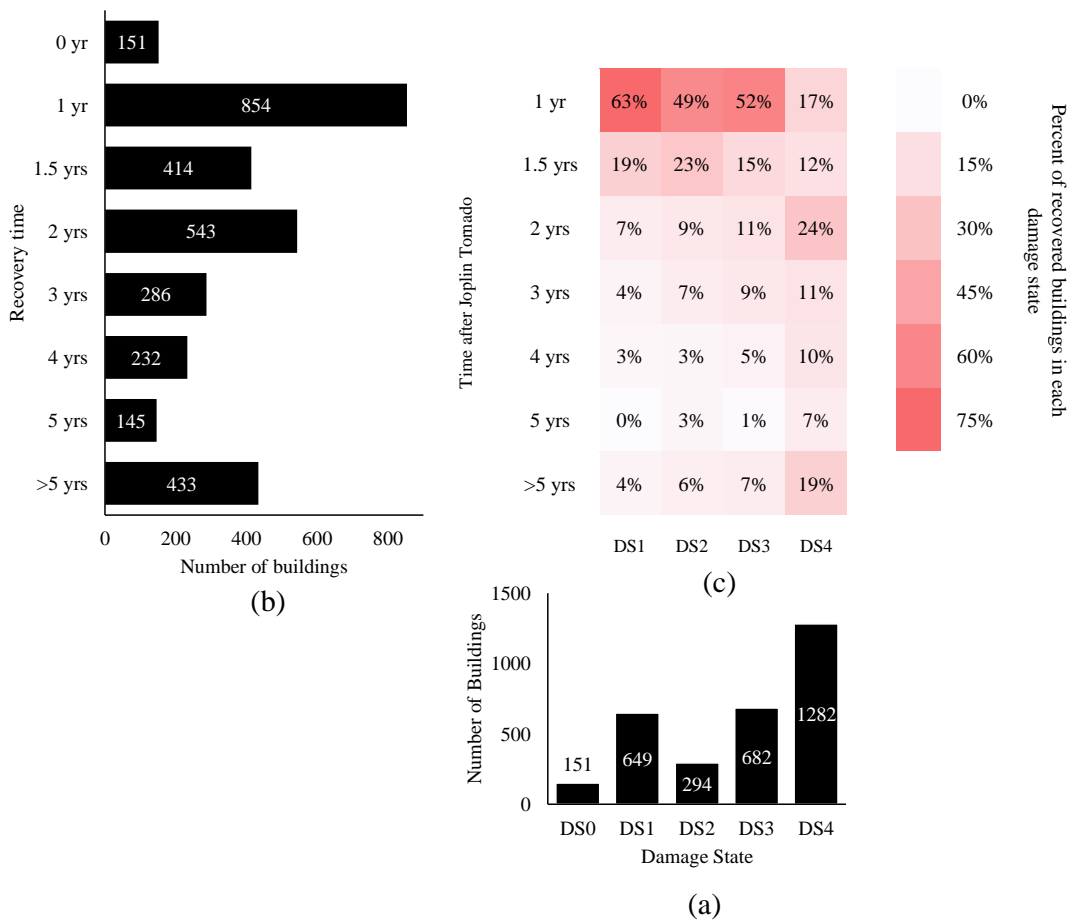 0 yr 151
1 yr 854
1.5 yrs 414
2 yrs 543
3 yrs 286
4 yrs 232
5 yrs 145
>5 yrs 433
Recovery time
0 200 400 600 800
Number of buildings
(b)
Time after Joplin Tornado
1 yr 63% 49% 52% 17%
1.5 yrs 19% 23% 15% 12%
2 yrs 7% 9% 11% 24%
3 yrs 4% 7% 9% 11%
4 yrs 3% 3% 5% 10%
5 yrs 0% 3% 1% 7%
>5 yrs 4% 6% 7% 19%
DS1 DS2 DS3 DS4
(c)
0%
15%
30%
45%
60%
75%
Percent of recovered buildings in each
damage state
Number of Buildings
1500
1000
500
0
151 649 294 682 1282
DS0 DS1 DS2 DS3 DS4
Damage State
(a)